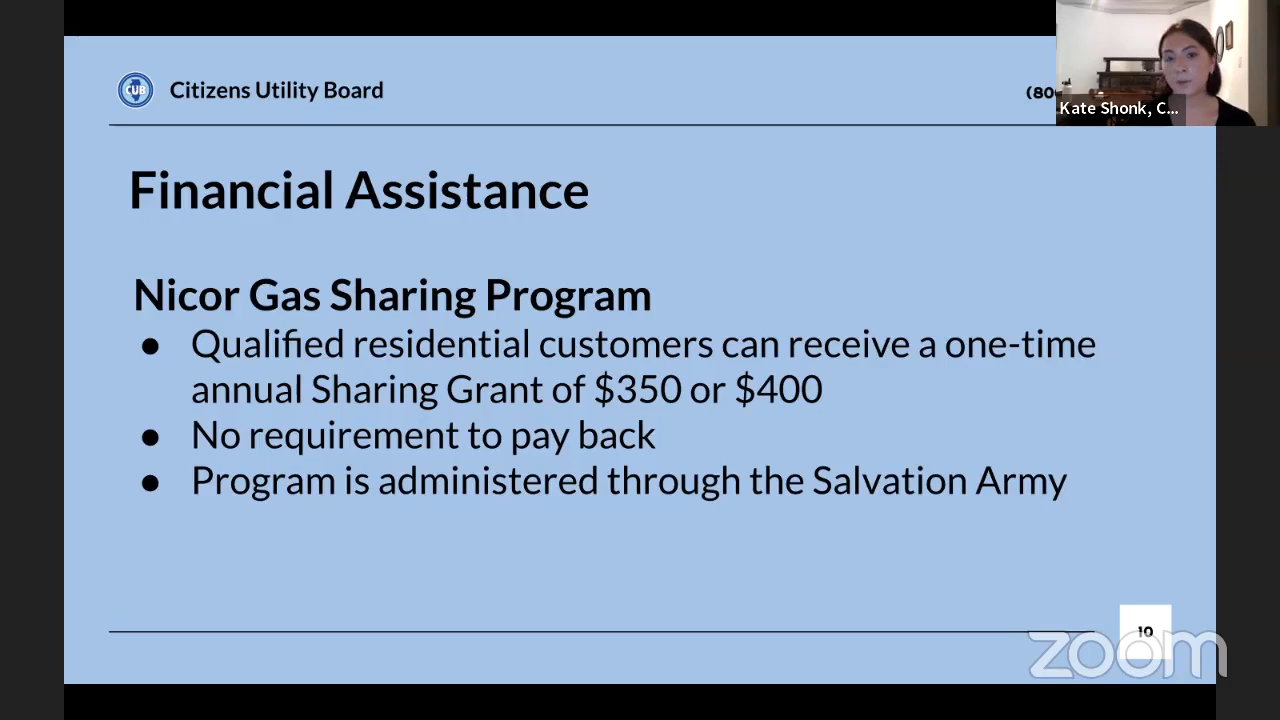 CUB
Citizens Utility Board
(80
Kate Shonk, C...
Financial Assistance
Nicor Gas Sharing Program
● Qualified residential customers can receive a one-time
annual Sharing Grant of $350 or $400
● No requirement to pay back
● Program is administered through the Salvation Army
10
zoom